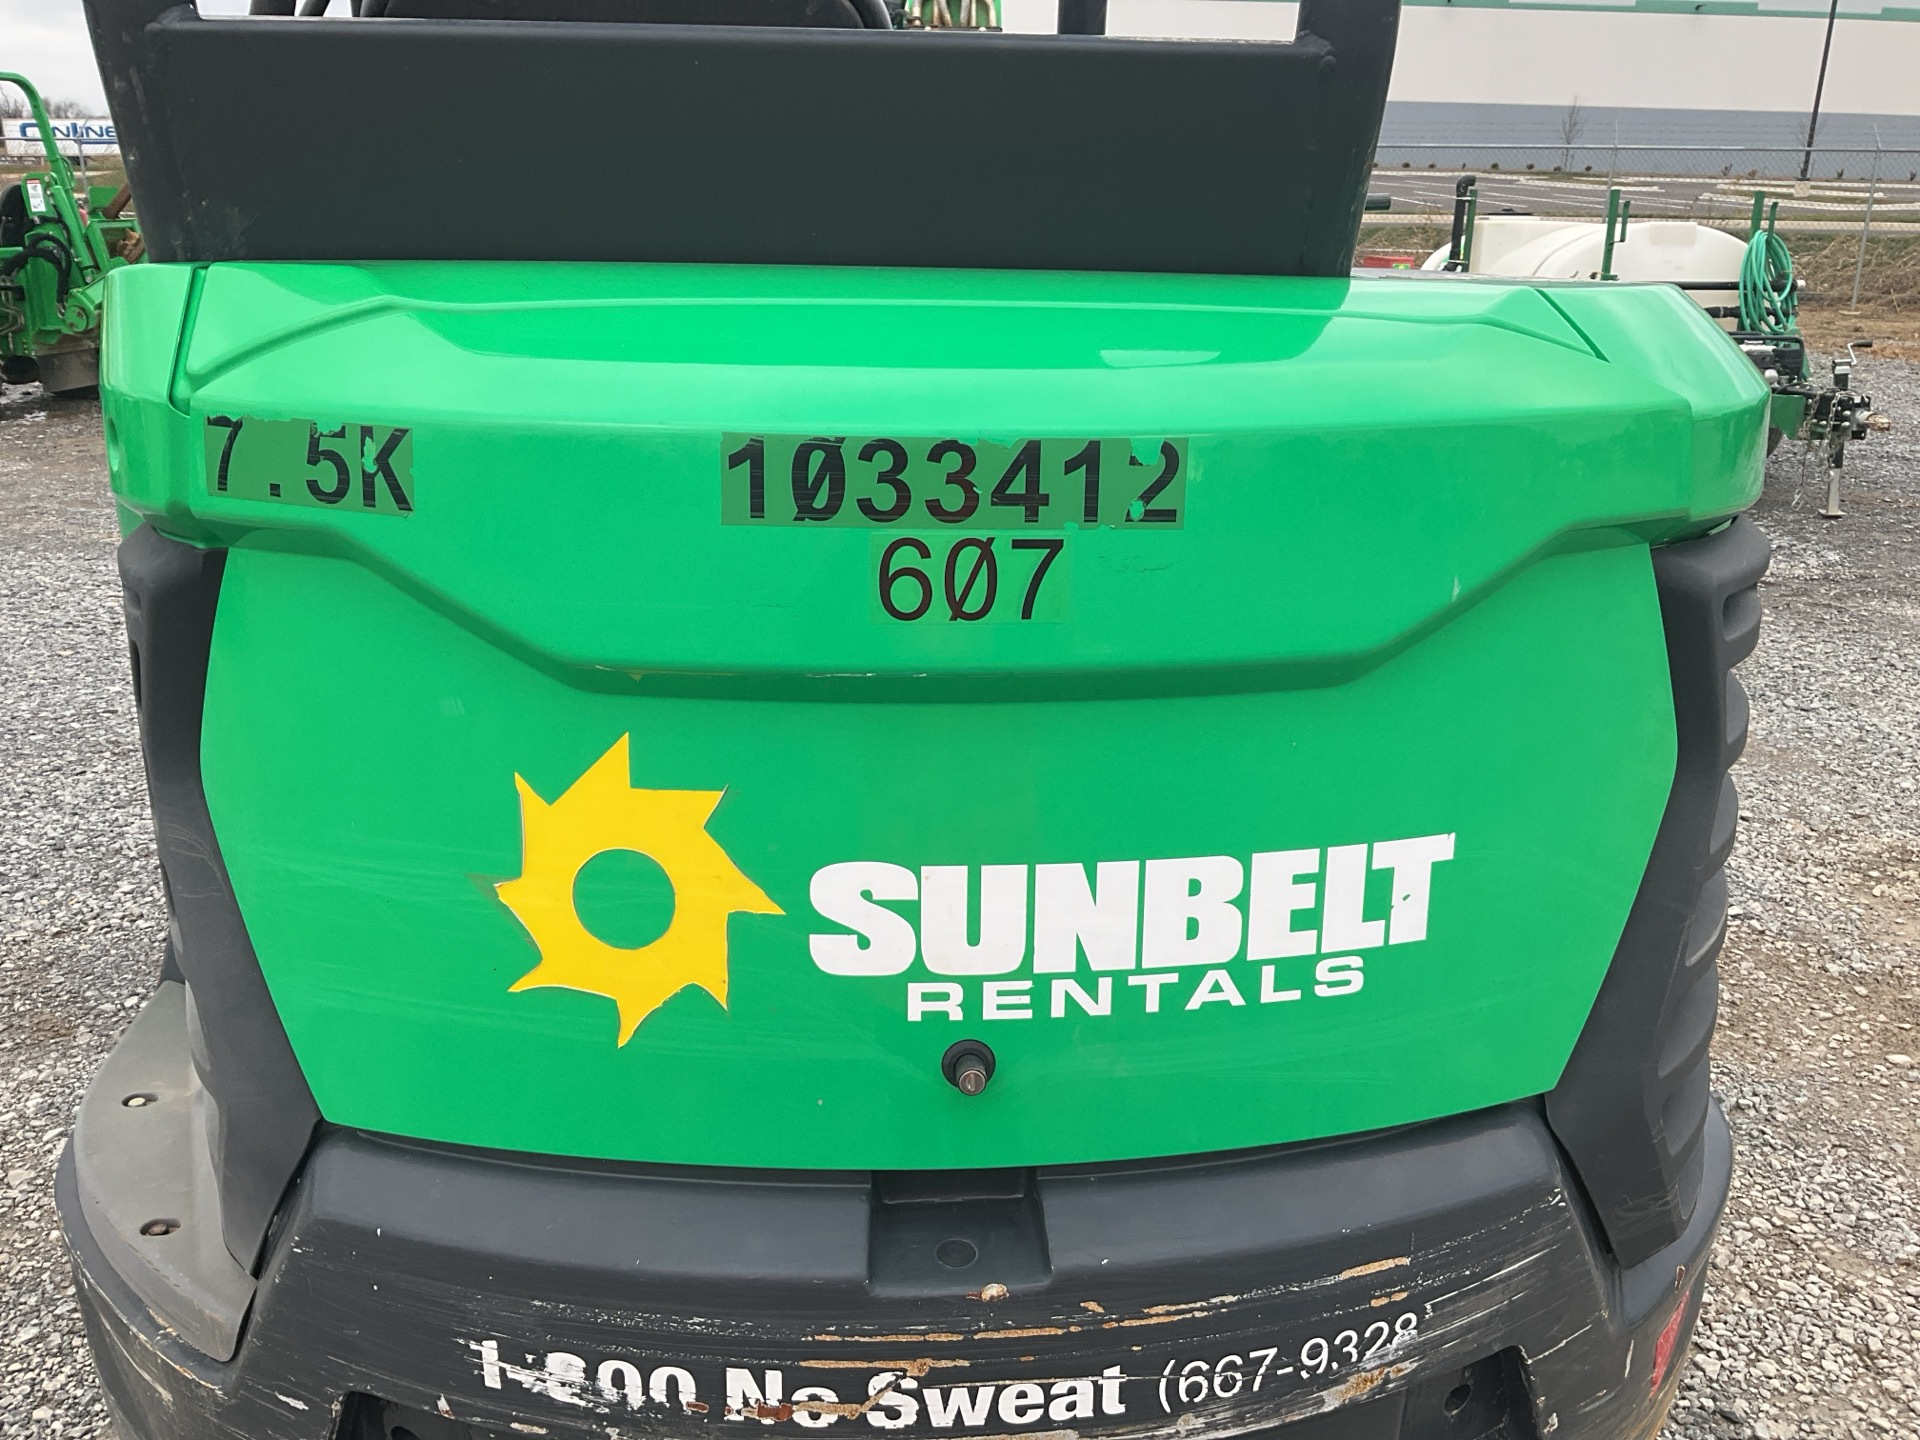 7.5K
1Ø33412
6Ø7
SUNBELT
RENTALS
1-800-No Sweat (667-9328)